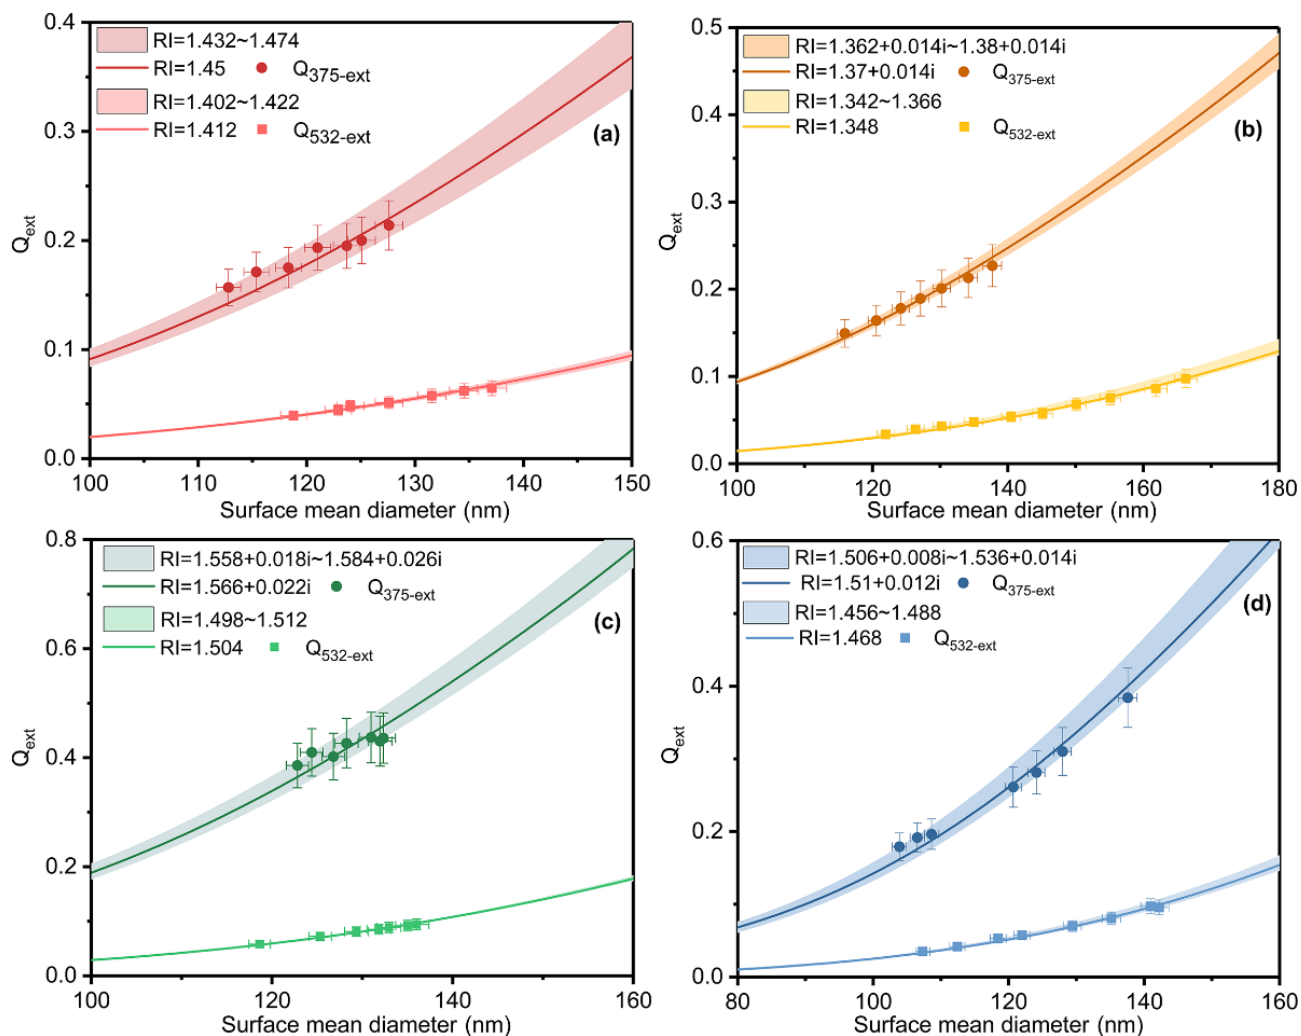 0.4
RI=1.432~1.474
RI=1.45 Q375-ext
RI=1.402~1.422
RI=1.412 Q532-ext
(a)
0.3
0.2
0.1
0.0
Qext
100 110 120 130 140 150
Surface mean diameter (nm)
0.5
RI=1.362+0.014i~1.38+0.014i
RI=1.37+0.014i Q375-ext
RI=1.342~1.366
RI=1.348 Q532-ext
(b)
0.4
0.3
0.2
0.1
0.0
Qext
100 120 140 160 180
Surface mean diameter (nm)
0.8
RI=1.558+0.018i~1.584+0.026i
RI=1.566+0.022i Q375-ext
RI=1.498~1.512
RI=1.504 Q532-ext
(c)
0.6
0.4
0.2
0.0
Qext
100 120 140 160
Surface mean diameter (nm)
0.6
RI=1.506+0.008i~1.536+0.014i
RI=1.51+0.012i Q375-ext
RI=1.456~1.488
RI=1.468 Q532-ext
(d)
0.4
0.2
0.0
Qext
80 100 120 140 160
Surface mean diameter (nm)